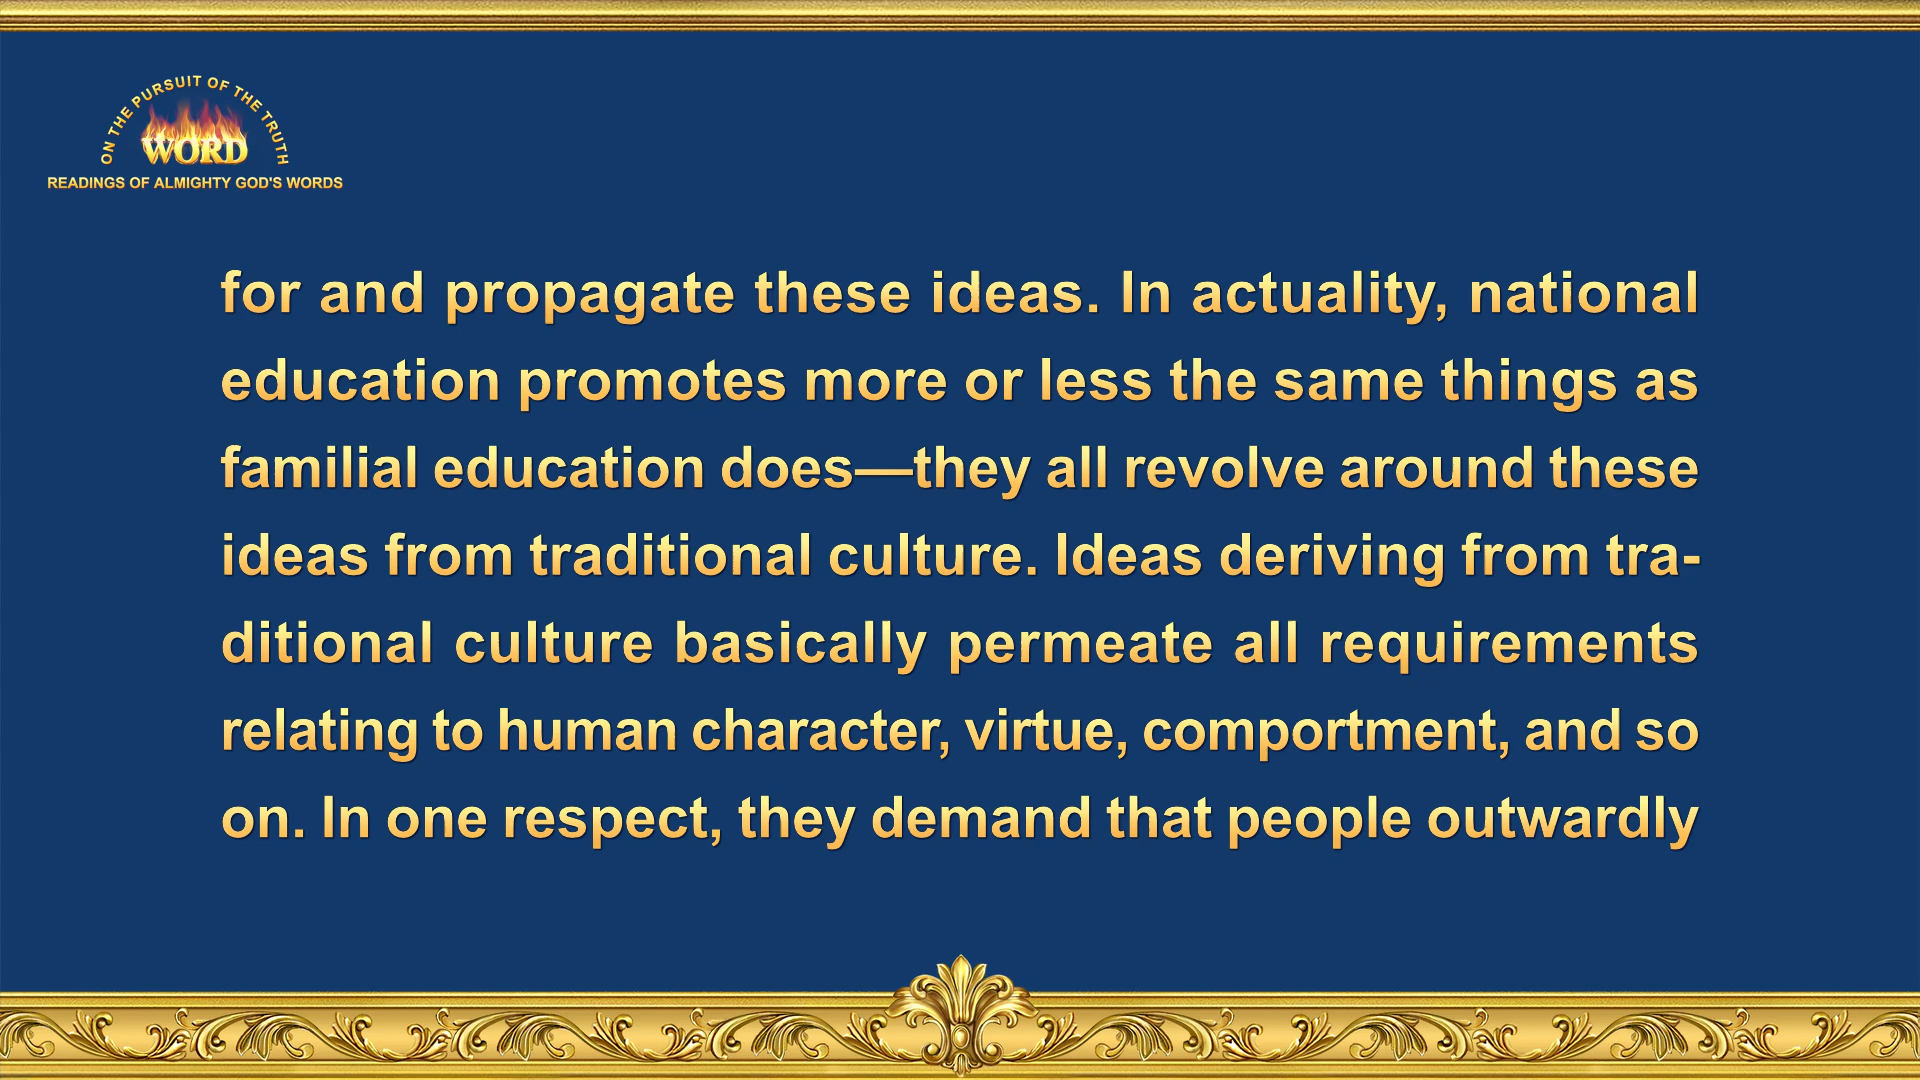 ON THE PURSUIT OF THE TRUTH
WORD
READINGS OF ALMIGHTY GOD'S WORDS
for and propagate these ideas. In actuality, national
education promotes more or less the same things as
familial education does—they all revolve around these
ideas from traditional culture. Ideas deriving from tra-
ditional culture basically permeate all requirements
relating to human character, virtue, comportment, and so
on. In one respect, they demand that people outwardly